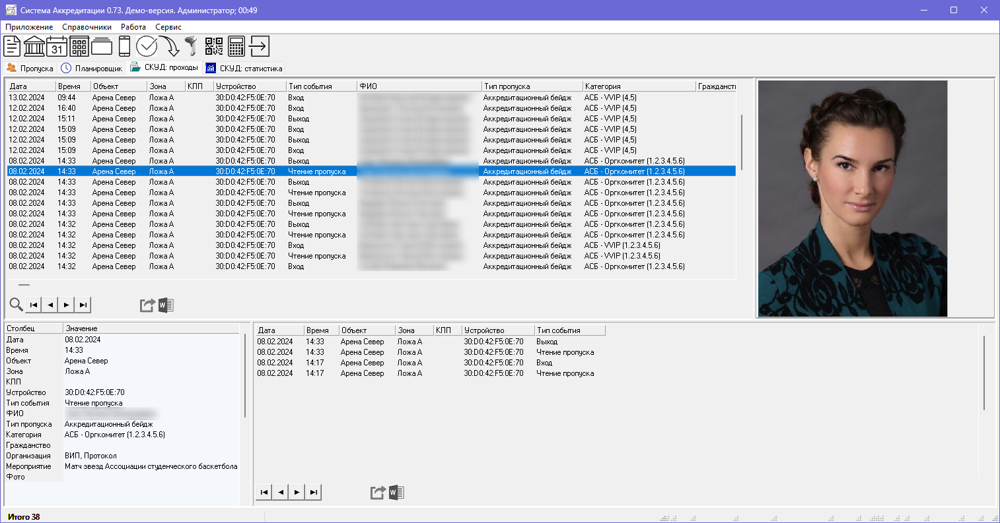 Система Аккредитации 0.73. Демо-версия. Администратор; 00:49
Приложение Справочники Работа Сервис
31
Пропуска Планировщик СКУД: проходы СКУД: статистика
Дата Время Объект Зона КПП Устройство Тип события ФИО Тип пропуска Категория Гражданст
13.02.2024 09:44 Арена Север Ложа А 30:D0:42:F5:0E:70 Вход Аккредитационный бейдж АСБ - VVIP (4,5)
12.02.2024 16:40 Арена Север Ложа А 30:D0:42:F5:0E:70 Вход Аккредитационный бейдж АСБ - VVIP (4,5)
12.02.2024 15:11 Арена Север Ложа А 30:D0:42:F5:0E:70 Выход Аккредитационный бейдж АСБ - VVIP (4,5)
12.02.2024 15:09 Арена Север Ложа А 30:D0:42:F5:0E:70 Вход Аккредитационный бейдж АСБ - VVIP (4,5)
12.02.2024 15:09 Арена Север Ложа А 30:D0:42:F5:0E:70 Выход Аккредитационный бейдж АСБ - VVIP (4,5)
12.02.2024 15:09 Арена Север Ложа А 30:D0:42:F5:0E:70 Вход Аккредитационный бейдж АСБ - VVIP (4,5)
08.02.2024 14:33 Арена Север Ложа А 30:D0:42:F5:0E:70 Выход Аккредитационный бейдж АСБ - Оргкомитет (1.2.3.4.5.6)
08.02.2024 14:33 Арена Север Ложа А 30:D0:42:F5:0E:70 Чтение пропуска Аккредитационный бейдж АСБ - Оргкомитет (1.2.3.4.5.6)
08.02.2024 14:33 Арена Север Ложа А 30:D0:42:F5:0E:70 Выход Аккредитационный бейдж АСБ - Оргкомитет (1.2.3.4.5.6)
08.02.2024 14:33 Арена Север Ложа А 30:D0:42:F5:0E:70 Чтение пропуска Аккредитационный бейдж АСБ - Оргкомитет (1.2.3.4.5.6)
08.02.2024 14:33 Арена Север Ложа А 30:D0:42:F5:0E:70 Выход Аккредитационный бейдж АСБ - Оргкомитет (1.2.3.4.5.6)
08.02.2024 14:33 Арена Север Ложа А 30:D0:42:F5:0E:70 Чтение пропуска Аккредитационный бейдж АСБ - Оргкомитет (1.2.3.4.5.6)
08.02.2024 14:32 Арена Север Ложа А 30:D0:42:F5:0E:70 Выход Аккредитационный бейдж АСБ - Оргкомитет (1.2.3.4.5.6)
08.02.2024 14:32 Арена Север Ложа А 30:D0:42:F5:0E:70 Чтение пропуска Аккредитационный бейдж АСБ - Оргкомитет (1.2.3.4.5.6)
08.02.2024 14:32 Арена Север Ложа А 30:D0:42:F5:0E:70 Вход Аккредитационный бейдж АСБ - VVIP (1.2.3.4.5.6)
08.02.2024 14:32 Арена Север Ложа А 30:D0:42:F5:0E:70 Чтение пропуска Аккредитационный бейдж АСБ - VVIP (1.2.3.4.5.6)
08.02.2024 14:32 Арена Север Ложа А 30:D0:42:F5:0E:70 Вход Аккредитационный бейдж АСБ - Оргкомитет (1.2.3.4.5.6)
W
Столбец Значение
Дата 08.02.2024
Время 14:33
Объект Арена Север
Зона Ложа А
КПП
Устройство 30:D0:42:F5:0E:70
Тип события Чтение пропуска
ФИО
Тип пропуска Аккредитационный бейдж
Категория АСБ - Оргкомитет (1.2.3.4.5.6)
Гражданство
Организация ВИП, Протокол
Мероприятие Матч звезд Ассоциации студенческого баскетбола
Фото
Дата Время Объект Зона КПП Устройство Тип события
08.02.2024 14:33 Арена Север Ложа А 30:D0:42:F5:0E:70 Выход
08.02.2024 14:33 Арена Север Ложа А 30:D0:42:F5:0E:70 Чтение пропуска
08.02.2024 14:17 Арена Север Ложа А 30:D0:42:F5:0E:70 Вход
08.02.2024 14:17 Арена Север Ложа А 30:D0:42:F5:0E:70 Чтение пропуска
W
Итого 38